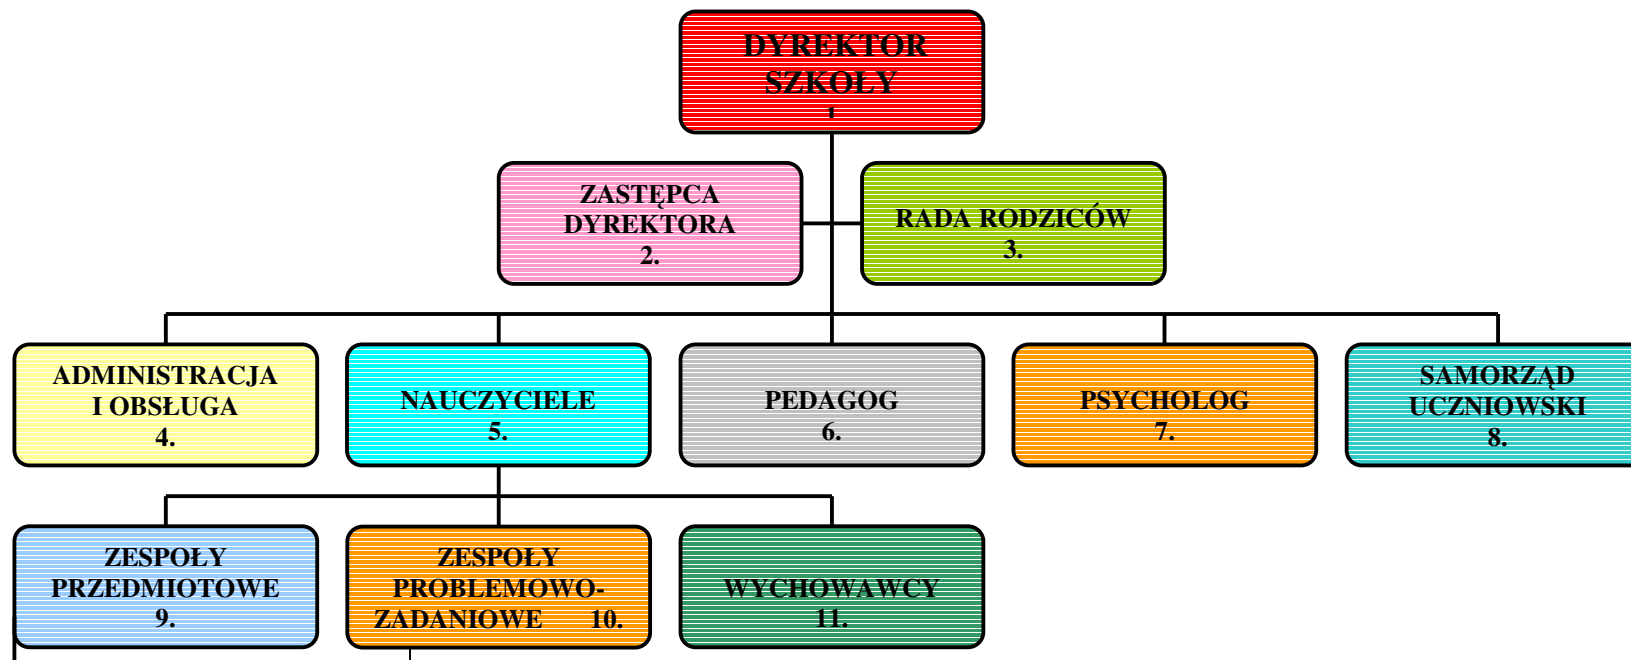 DYREKTOR
SZKOŁY
1
ZASTĘPCA
DYREKTORA
2.
RADA RODZICÓW
3.
ADMINISTRACJA
I OBSŁUGA
4.
NAUCZYCIELE
5.
PEDAGOG
6.
PSYCHOLOG
7.
SAMORZĄD
UCZNIOWSKI
8.
ZESPOŁY
PRZEDMIOTOWE
9.
ZESPOŁY
PROBLEMOWO-
ZADANIOWE 10.
WYCHOWAWCY
11.